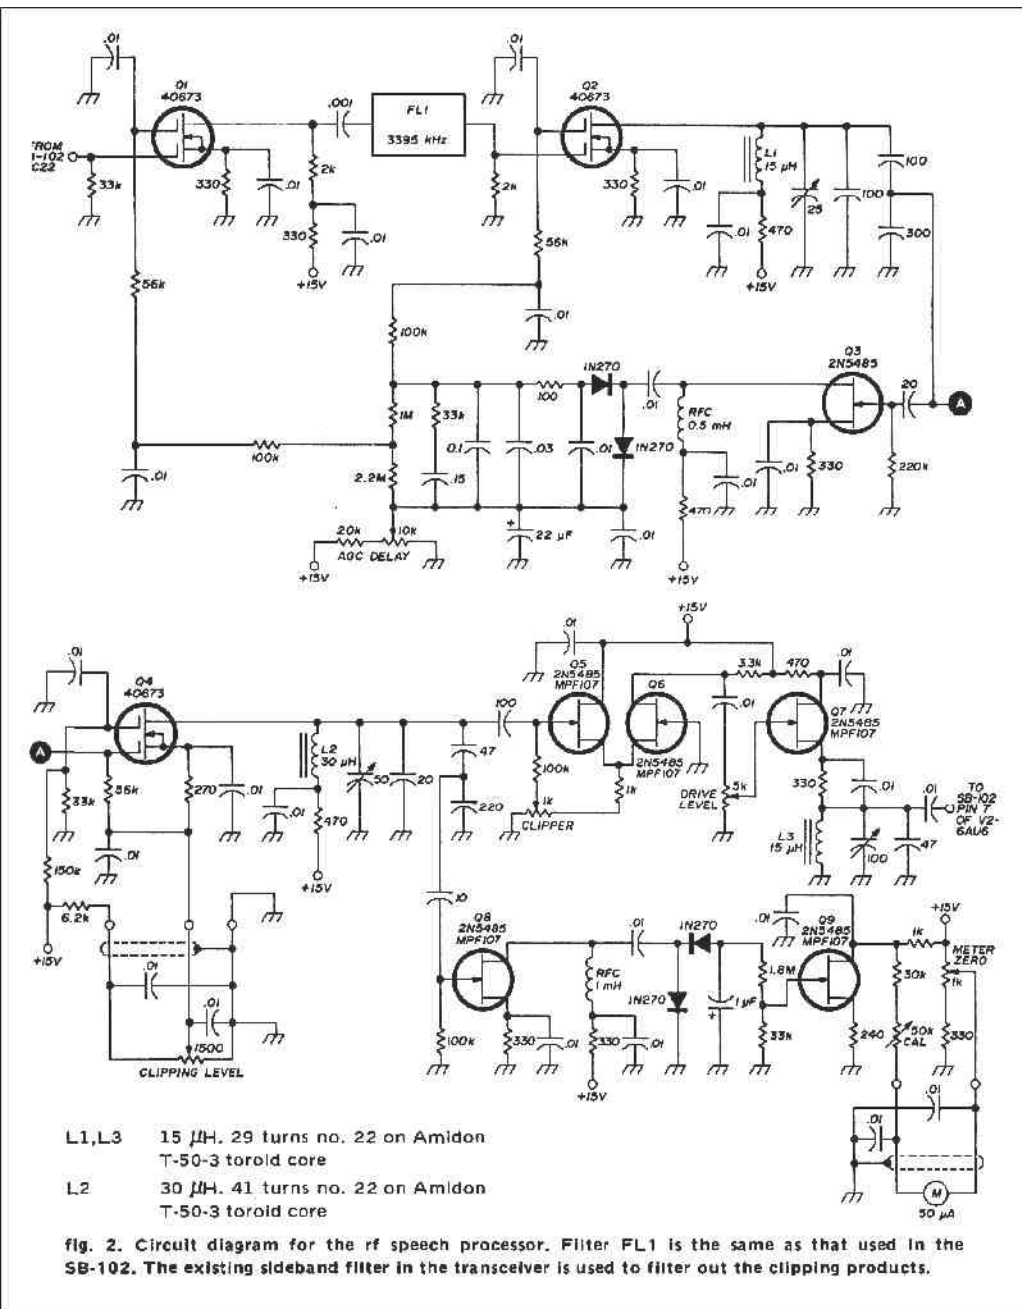 .01
.01
Q1
40673
Q2
40673
.001
FL1
3395 kHz
FROM
C22
33k
330
.01
2k
330
.01
+15V
2k
330
.01
L1
15 µH
.01
470
+15V
25
100
100
300
56k
56k
.01
100k
1N270
Q3
2N5485
20
A
100
.01
1M
33k
RFC
0.5 mH
100k
0.1
.03
.01
1N270
.01
.01
330
220k
.01
2.2M
.15
470
20k
10k
+
22 µF
.01
AGC DELAY
+15V
+15V
+15V
.01
.01
Q4
40673
Q5
2N5485
MPF107
Q6
3.3k
470
.01
100
.01
Q7
2N5485
MPF107
A
L2
30 µH
47
2N5485
MPF107
33k
56k
270
.01
50
20
100k
1k
5k
DRIVE
LEVEL
330
.01
.01
TO
SB-102
PIN 7
OF V2-
6AU6
.01
470
220
1k
CLIPPER
L3
15 µH
100
47
150k
.01
+15V
6.2k
10
+15V
Q8
2N5485
MPF107
.01
1N270
.01
Q9
2N5485
MPF107
+15V
1k
METER
ZERO
.01
RFC
1 mH
1N270
1.8M
30k
1k
1 µF
+
.01
100k
330
.01
330
.01
33k
240
50k
CAL
330
1500
CLIPPING LEVEL
+15V
.01
.01
M
50 µA
L1,L3 15 µH. 29 turns no. 22 on Amidon
T-50-3 toroid core
L2 30 µH. 41 turns no. 22 on Amidon
T-50-3 toroid core
fig. 2. Circuit diagram for the rf speech processor. Filter FL1 is the same as that used in the
SB-102. The existing sideband filter in the transceiver is used to filter out the clipping products.